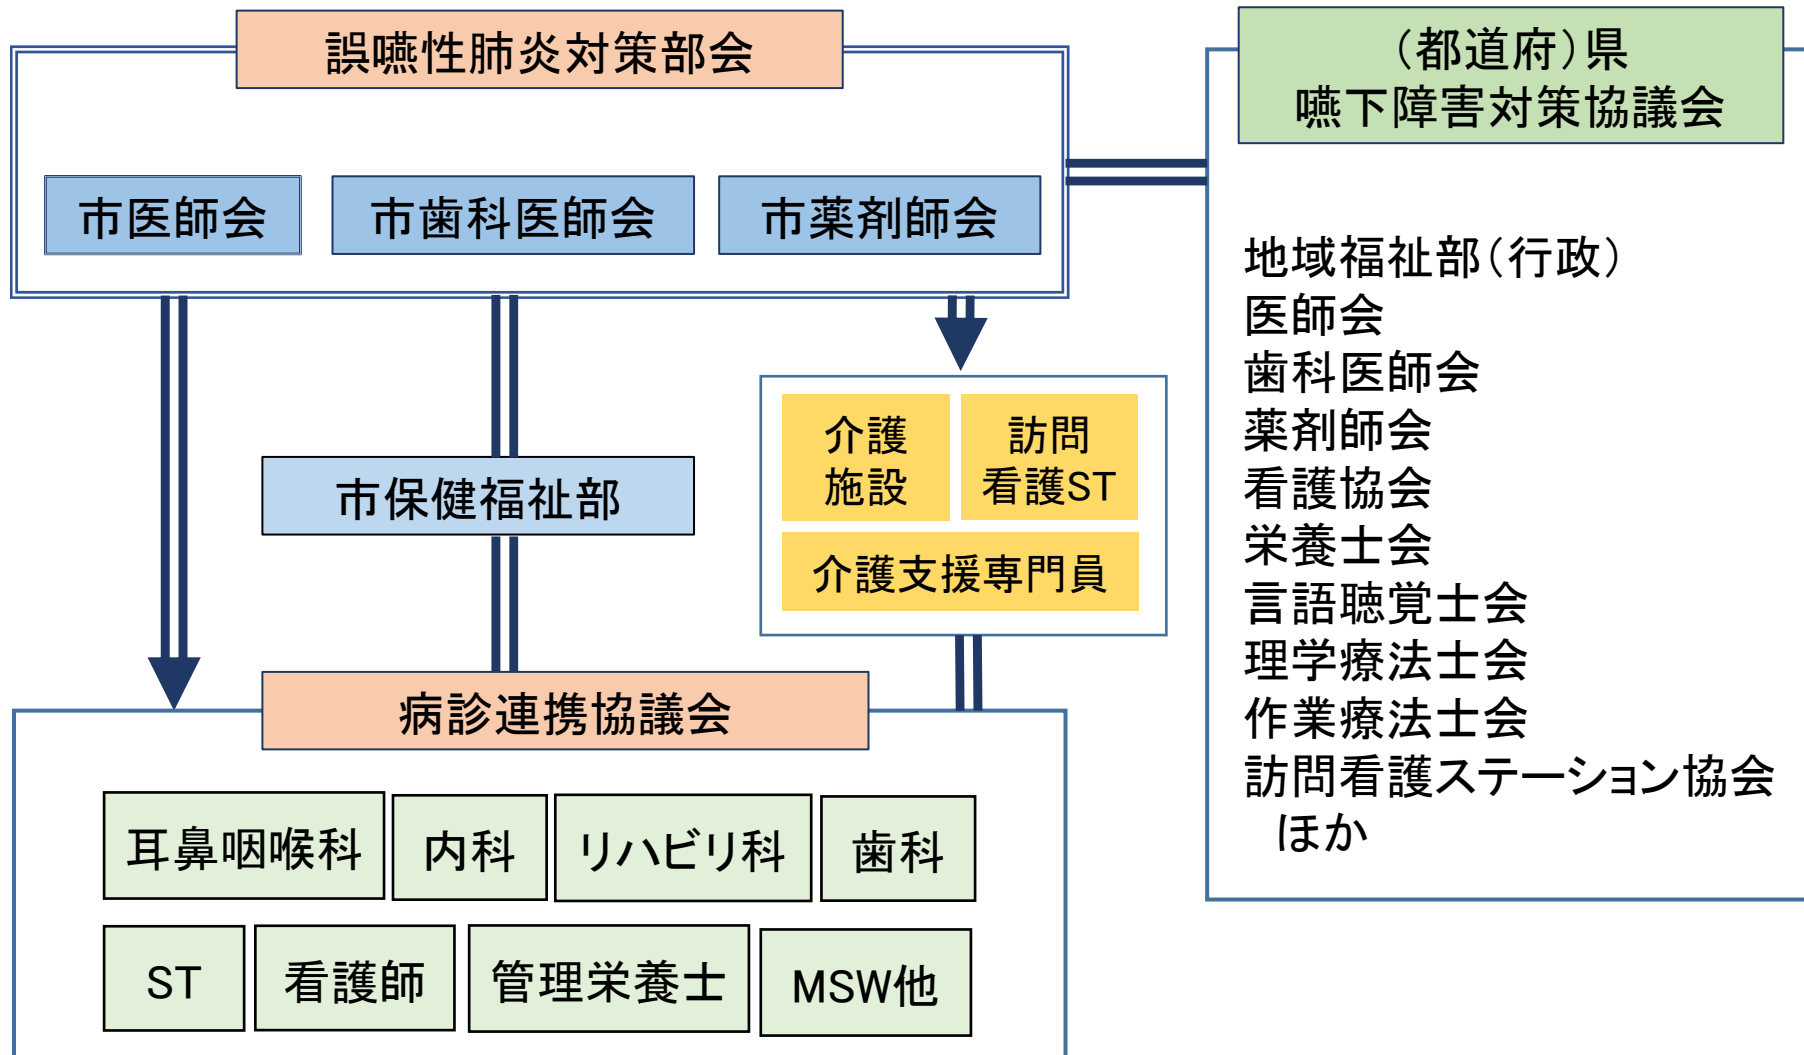 誤嚥性肺炎対策部会
市医師会
市歯科医師会
市薬剤師会
市保健福祉部
介護
施設
訪問
看護ST
介護支援専門員
病診連携協議会
耳鼻咽喉科
内科
リハビリ科
歯科
ST
看護師
管理栄養士
MSW他
（都道府）県
嚥下障害対策協議会
地域福祉部（行政）
医師会
歯科医師会
薬剤師会
看護協会
栄養士会
言語聴覚士会
理学療法士会
作業療法士会
訪問看護ステーション協会
ほか